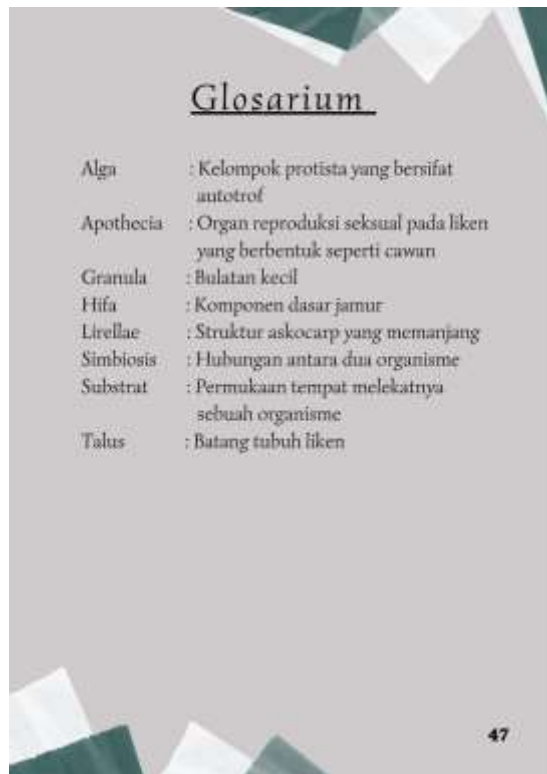 Glosarium
Alga : Kelompok protista yang bersifat
autotrof
Apothecia : Organ reproduksi seksual pada liken
yang berbentuk seperti cawan
Granula : Bulatan kecil
Hifa : Komponen dasar jamur
Lirellae : Struktur askocarp yang memanjang
Simbiosis : Hubungan antara dua organisme
Substrat : Permukaan tempat melekatnya
sebuah organisme
Talus : Batang tubuh liken
47